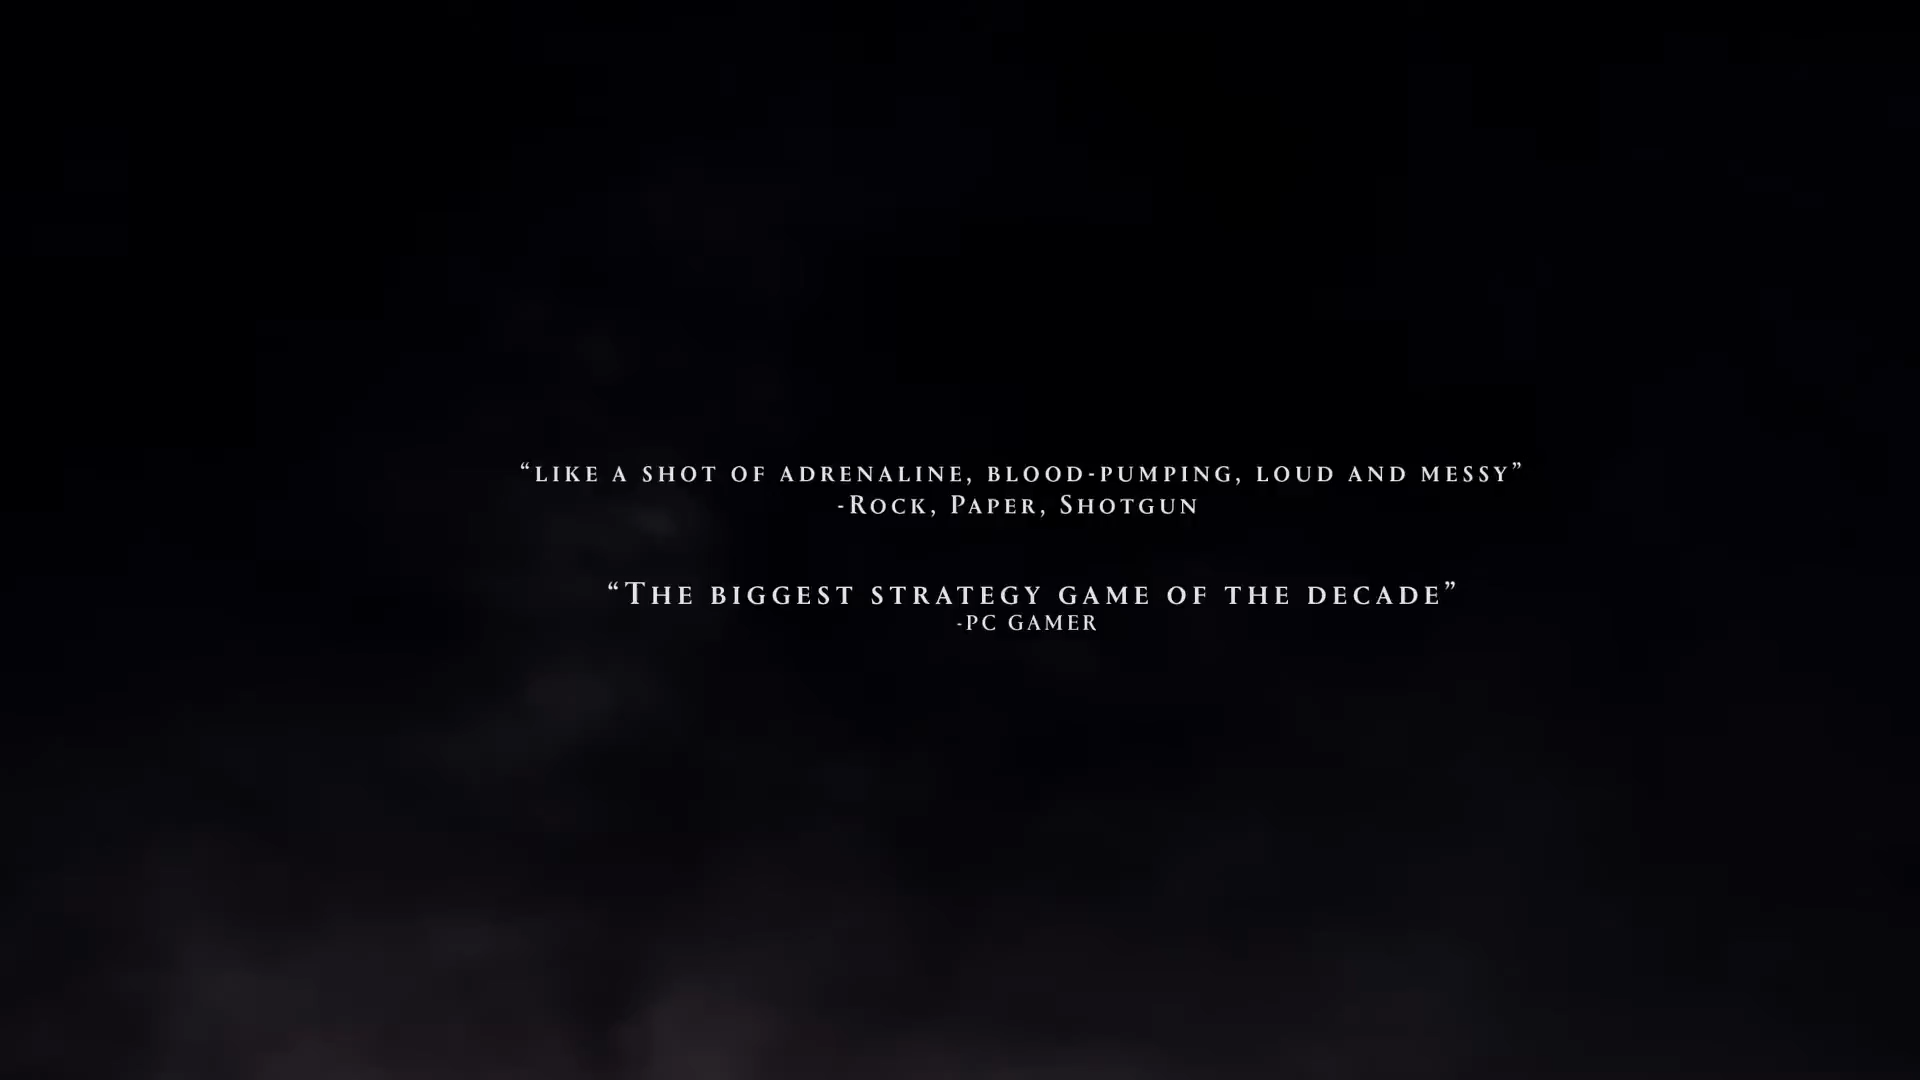 “LIKE A SHOT OF ADRENALINE, BLOOD-PUMPING, LOUD AND MESSY”
-ROCK, PAPER, SHOTGUN
“THE BIGGEST STRATEGY GAME OF THE DECADE”
-PC GAMER